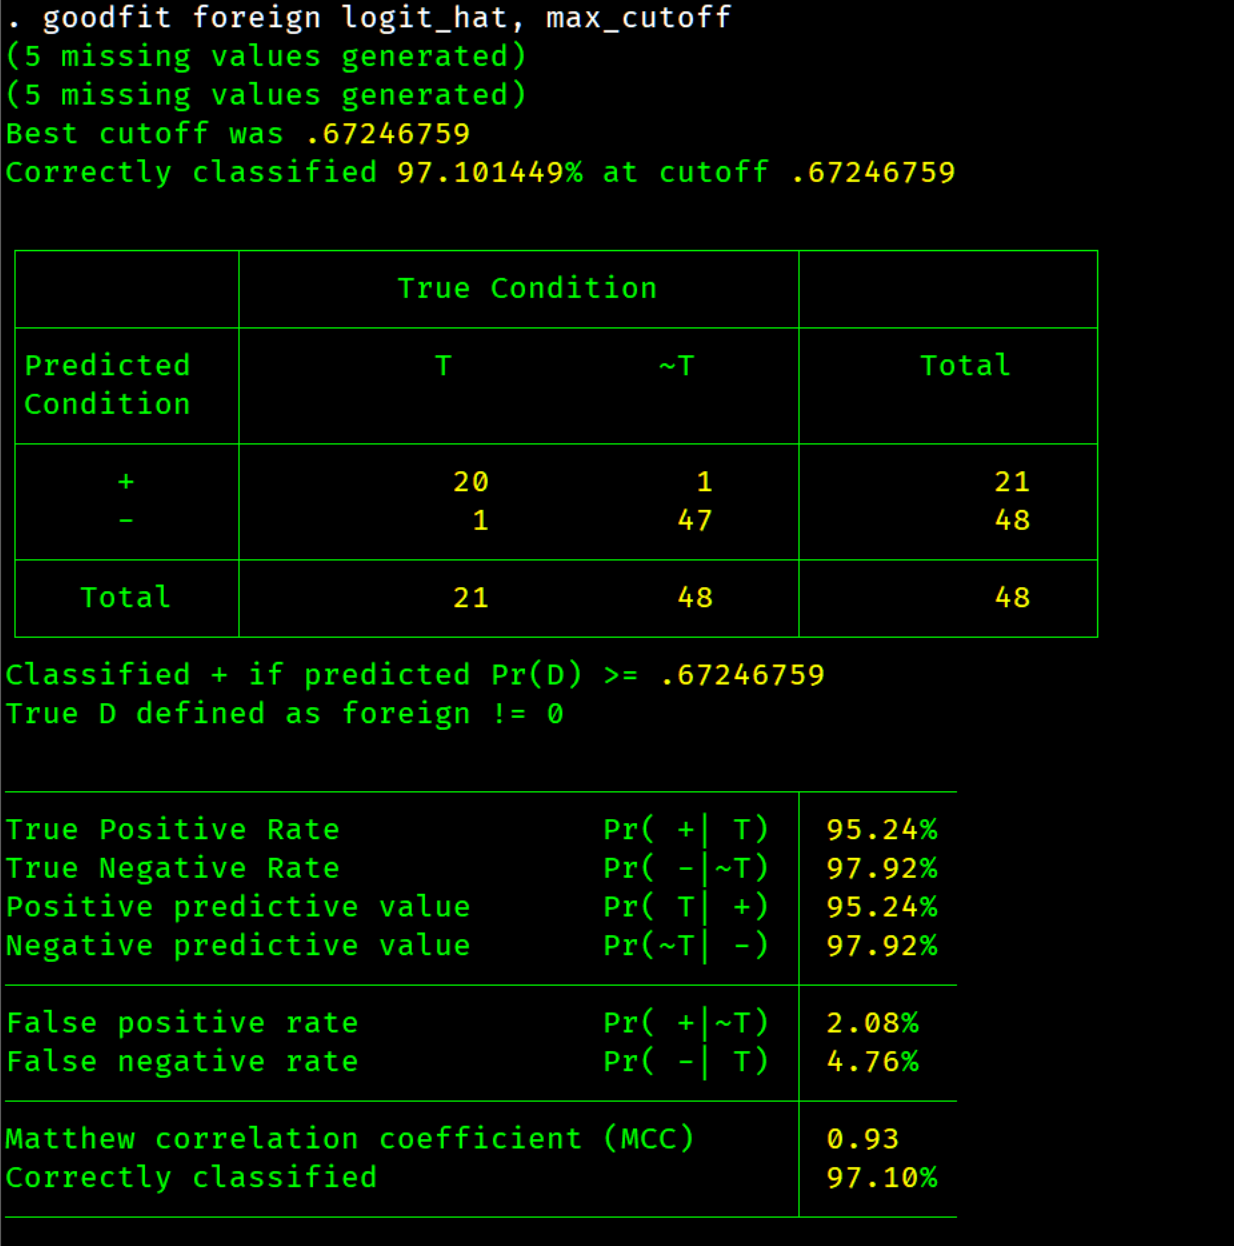 . goodfit foreign logit_hat, max_cutoff
(5 missing values generated)
(5 missing values generated)
Best cutoff was .67246759
Correctly classified 97.101449% at cutoff .67246759
True Condition
Predicted T ~T Total
Condition
+ 20 1 21
- 1 47 48
Total 21 48 48
Classified + if predicted Pr(D) >= .67246759
True D defined as foreign != 0
True Positive Rate Pr( +| T) 95.24%
True Negative Rate Pr( -|~T) 97.92%
Positive predictive value Pr( T| +) 95.24%
Negative predictive value Pr(~T| -) 97.92%
False positive rate Pr( +|~T) 2.08%
False negative rate Pr( -| T) 4.76%
Matthew correlation coefficient (MCC) 0.93
Correctly classified 97.10%